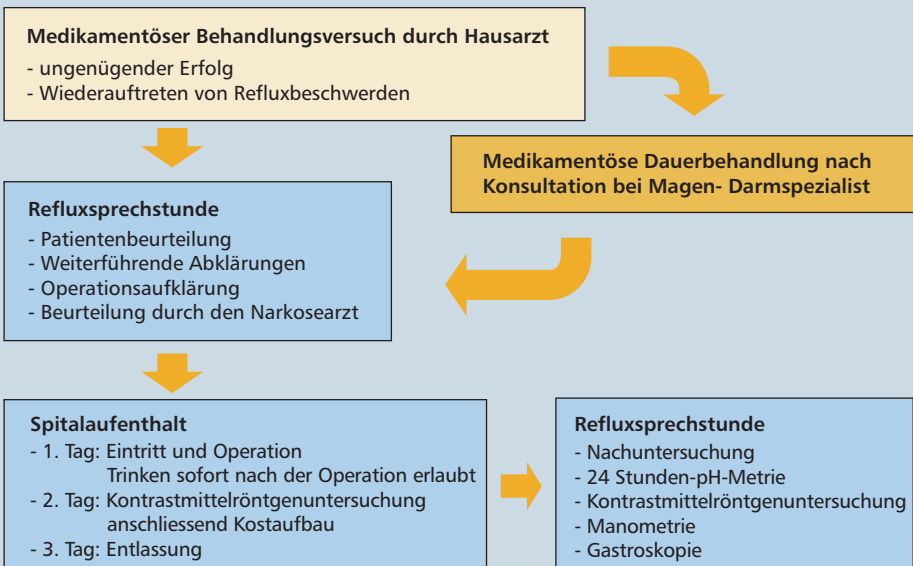 Medikamentöser Behandlungsversuch durch Hausarzt
- ungenügender Erfolg
- Wiederauftreten von Refluxbeschwerden
Medikamentöse Dauerbehandlung nach
Konsultation bei Magen- Darmspezialist
Refluxsprechstunde
- Patientenbeurteilung
- Weiterführende Abklärungen
- Operationsaufklärung
- Beurteilung durch den Narkosearzt
Spitalaufenthalt
- 1. Tag: Eintritt und Operation
Trinken sofort nach der Operation erlaubt
- 2. Tag: Kontrastmittelröntgenuntersuchung
anschliessend Kostaufbau
- 3. Tag: Entlassung
Refluxsprechstunde
- Nachuntersuchung
- 24 Stunden-pH-Metrie
- Kontrastmittelröntgenuntersuchung
- Manometrie
- Gastroskopie